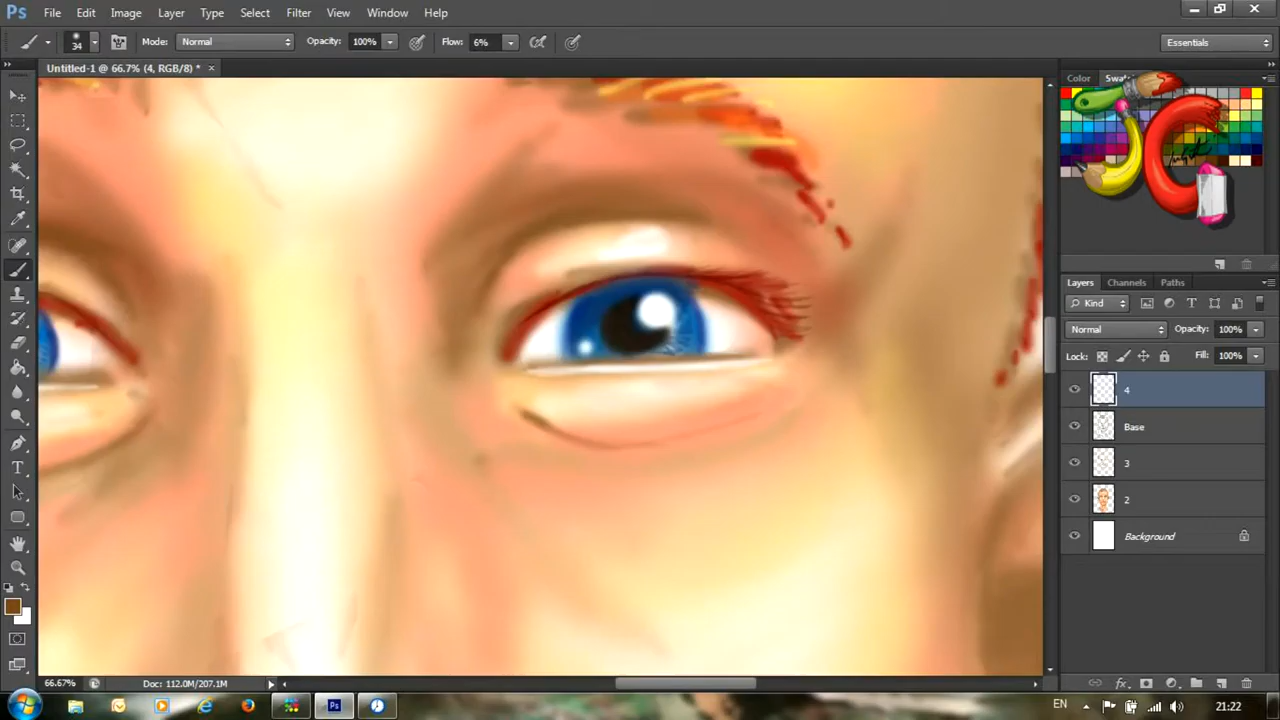 Ps File Edit Image Layer Type Select Filter View Window Help
34 Mode: Normal Opacity: 100% Flow: 6% Essentials
Untitled-1 @ 66.7% (4, RGB/8) * ×
Color Swa
Layers Channels Paths
Kind
Normal Opacity: 100%
Lock: Fill: 100%
4
Base
3
2
Background
66.67% Doc: 112.0M/207.1M
EN 21:22